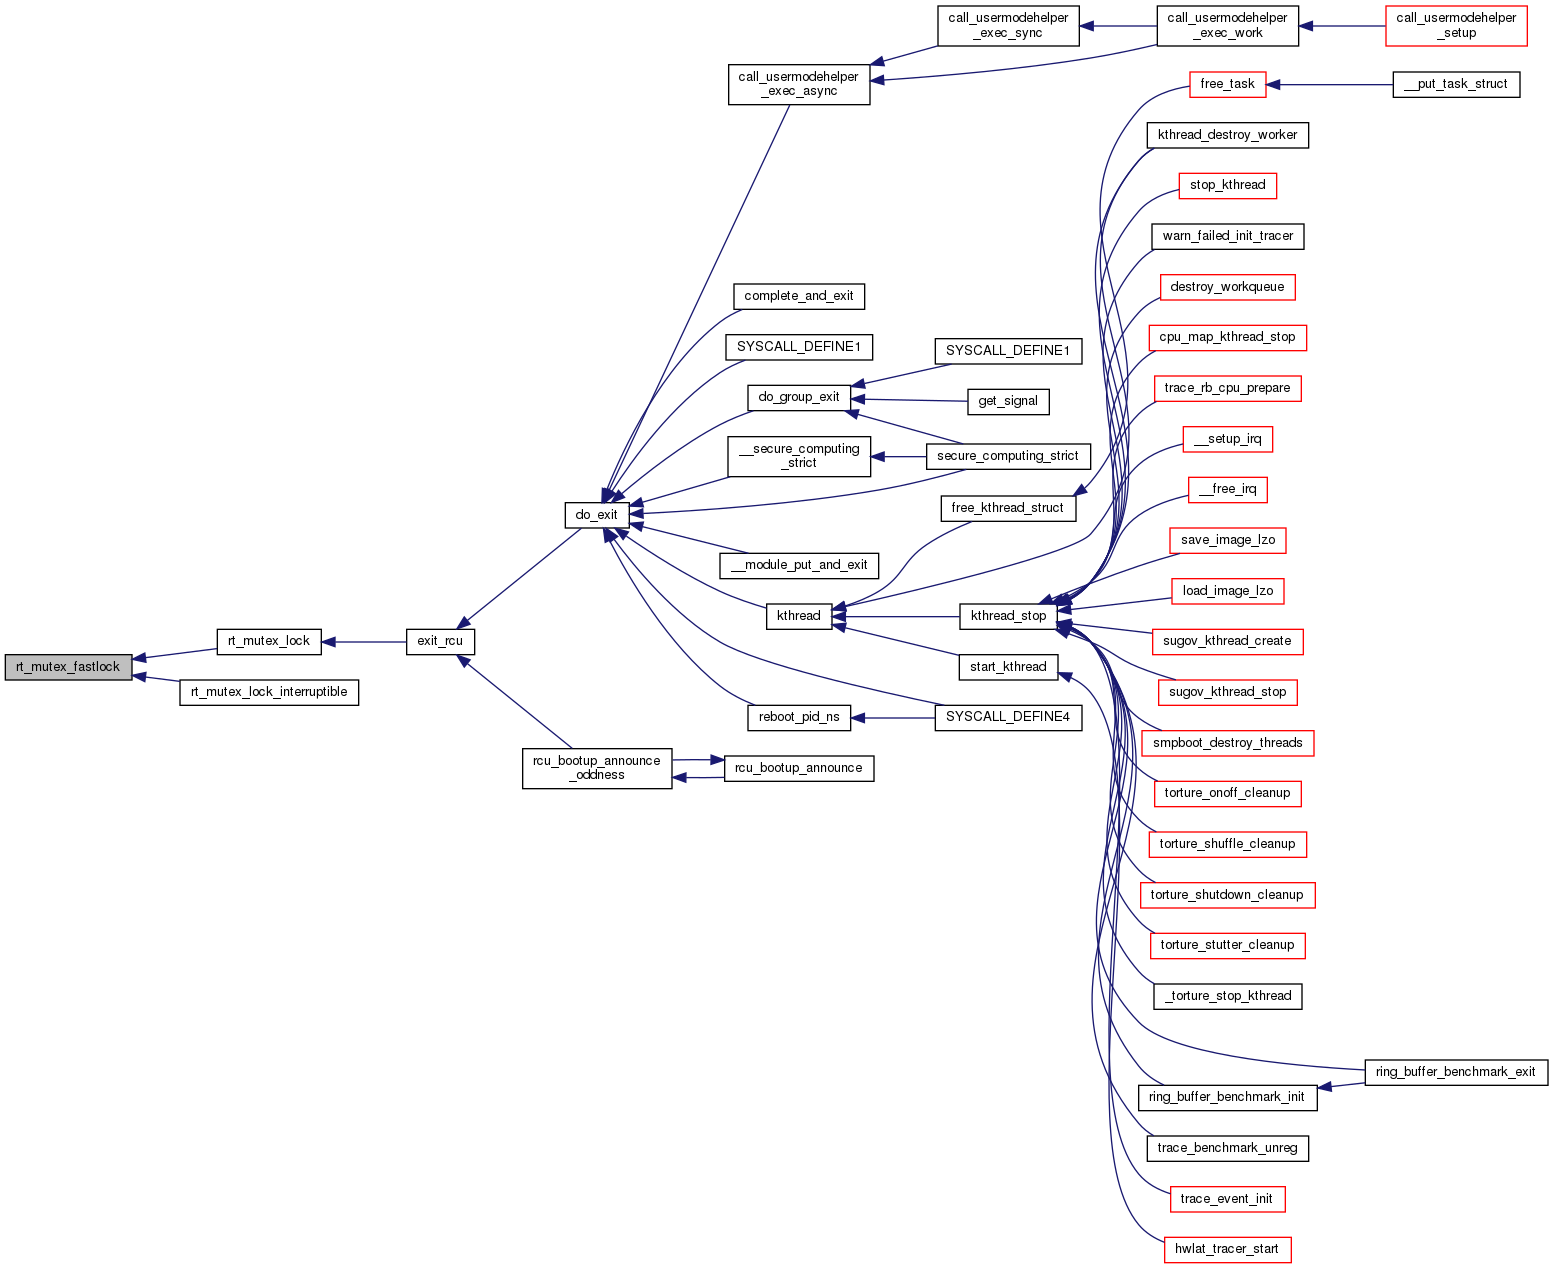 rt_mutex_fastlock
rt_mutex_lock
rt_mutex_lock_interruptible
exit_rcu
do_exit
rcu_bootup_announce
_oddness
rcu_bootup_announce
call_usermodehelper
_exec_async
call_usermodehelper
_exec_sync
call_usermodehelper
_exec_work
call_usermodehelper
_setup
complete_and_exit
SYSCALL_DEFINE1
do_group_exit
SYSCALL_DEFINE1
get_signal
__secure_computing
_strict
secure_computing_strict
__module_put_and_exit
kthread
free_kthread_struct
kthread_stop
start_kthread
reboot_pid_ns
SYSCALL_DEFINE4
free_task
__put_task_struct
kthread_destroy_worker
stop_kthread
warn_failed_init_tracer
destroy_workqueue
cpu_map_kthread_stop
trace_rb_cpu_prepare
__setup_irq
__free_irq
save_image_lzo
load_image_lzo
sugov_kthread_create
sugov_kthread_stop
smpboot_destroy_threads
torture_onoff_cleanup
torture_shuffle_cleanup
torture_shutdown_cleanup
torture_stutter_cleanup
_torture_stop_kthread
ring_buffer_benchmark_exit
ring_buffer_benchmark_init
trace_benchmark_unreg
trace_event_init
hwlat_tracer_start